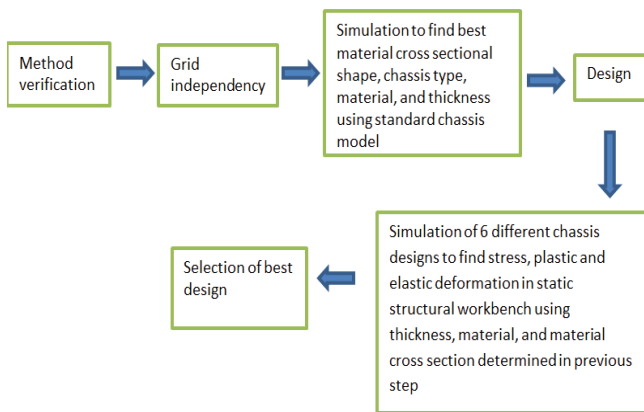 Method
verification
Grid
independency
Simulation to find best
material cross sectional
shape, chassis type,
material, and thickness
using standard chassis
model
Design
Simulation of 6 different chassis
designs to find stress, plastic and
elastic deformation in static
structural workbench using
thickness, material, and material
cross section determined in previous
step
Selection of best
design